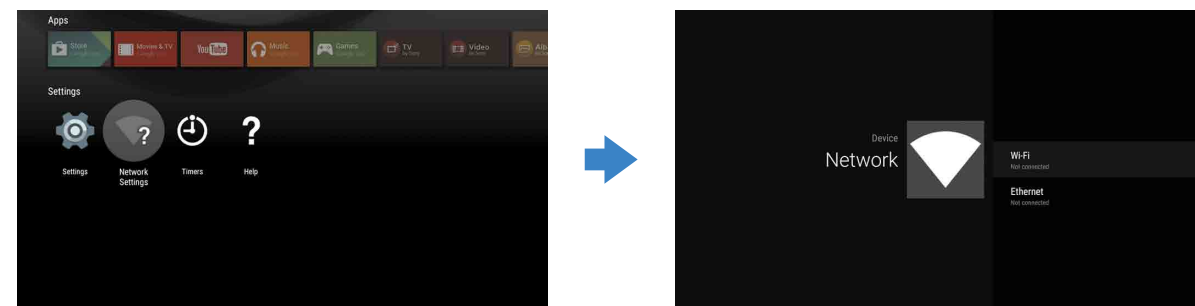 Apps
Store
Movies & TV
YouTube
Music
Games
TV
Video
Alb
Settings
?
?
Settings
Network
Settings
Timers
Help
Device
Network
Wi-Fi
Not connected
Ethernet
Not connected